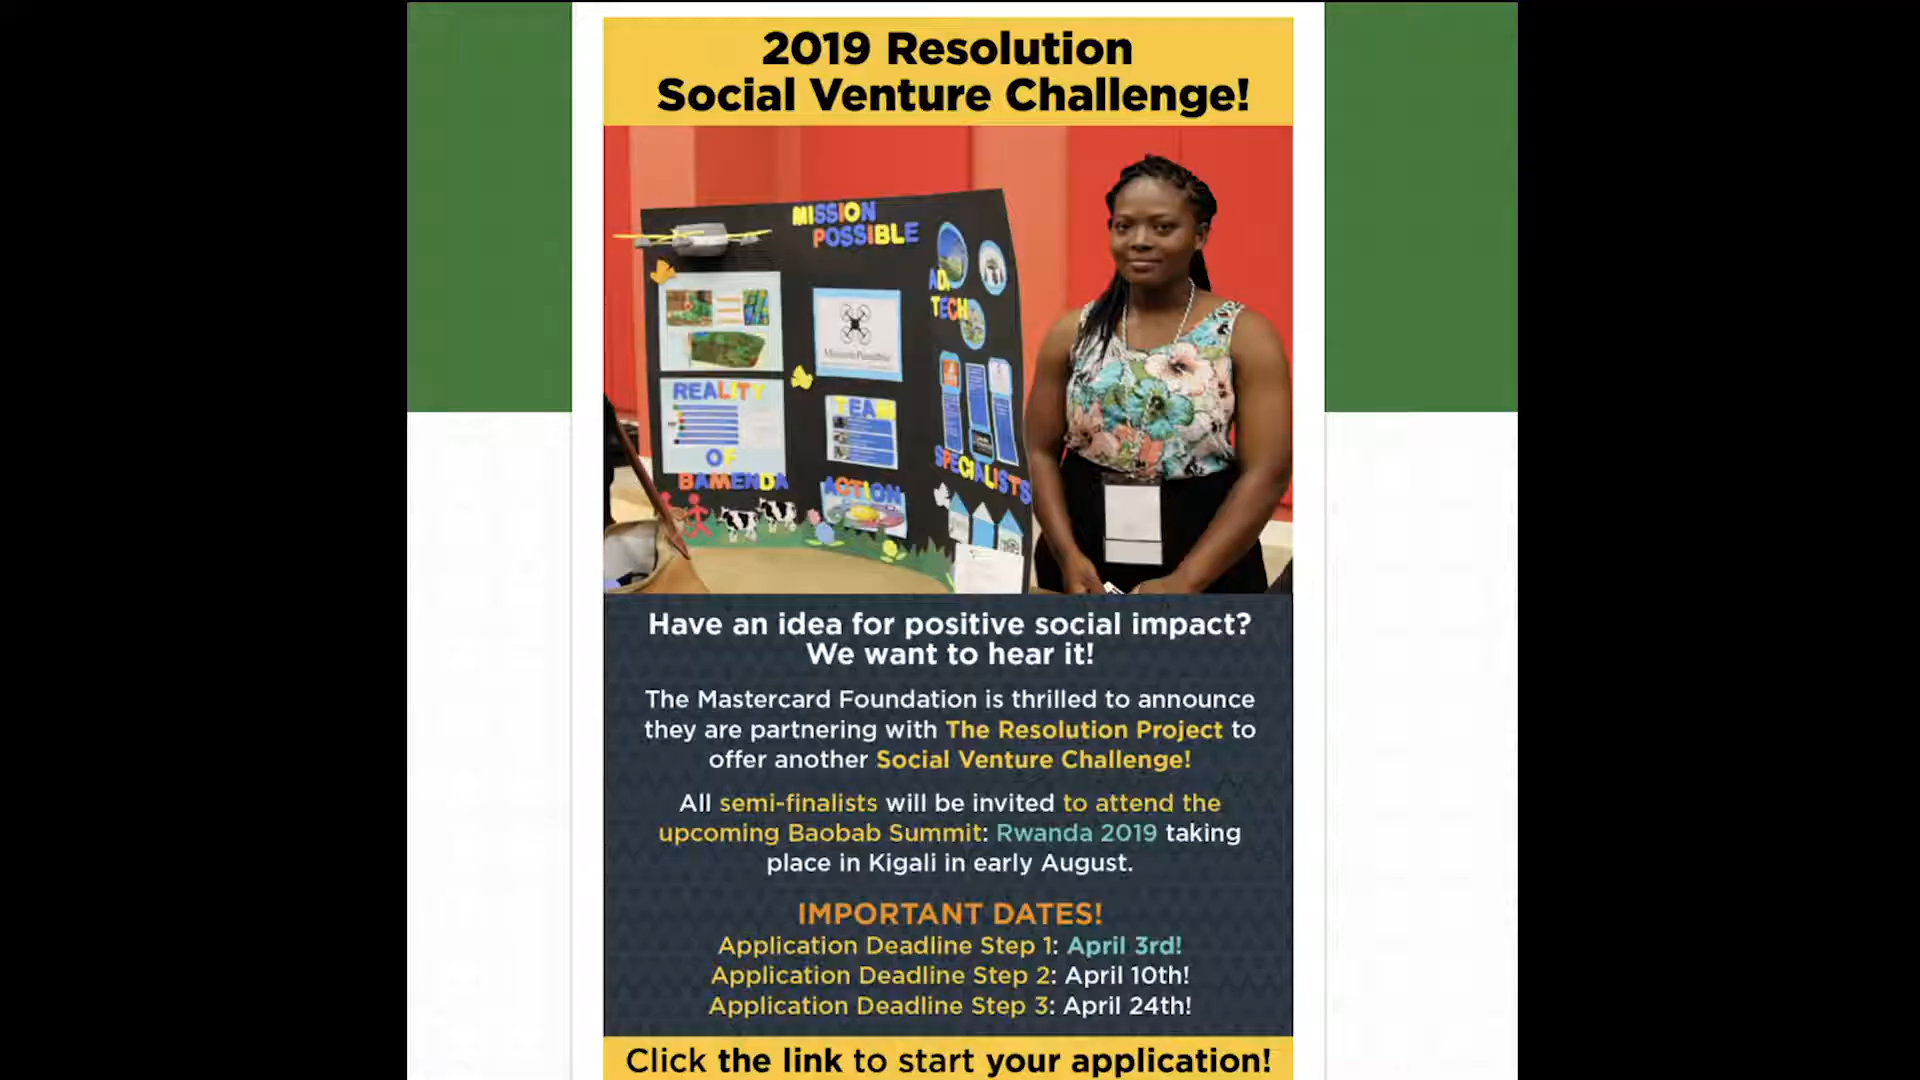 2019 Resolution
Social Venture Challenge!
MISSION
POSSIBLE
AD
TECH
MissionPossible
REALITY
OF
BAMENDA
TEAM
ACTION
SPECIALISTS
Have an idea for positive social impact?
We want to hear it!
The Mastercard Foundation is thrilled to announce
they are partnering with The Resolution Project to
offer another Social Venture Challenge!
All semi-finalists will be invited to attend the
upcoming Baobab Summit: Rwanda 2019 taking
place in Kigali in early August.
IMPORTANT DATES!
Application Deadline Step 1: April 3rd!
Application Deadline Step 2: April 10th!
Application Deadline Step 3: April 24th!
Click the link to start your application!